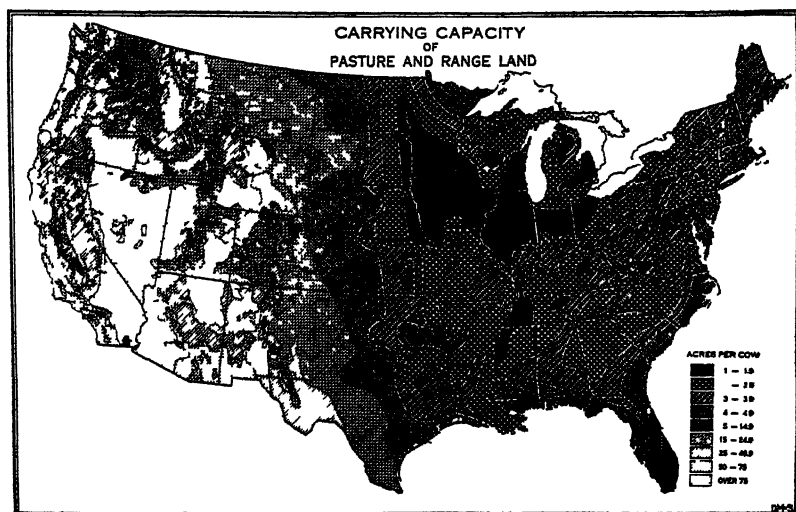 CARRYING CAPACITY
OF
PASTURE AND RANGE LAND
ACRES PER COW
1 – 1.9
– 2.9
3 – 3.9
4 – 4.9
5 – 14.9
15 – 24.9
25 – 49.9
50 – 75
OVER 75